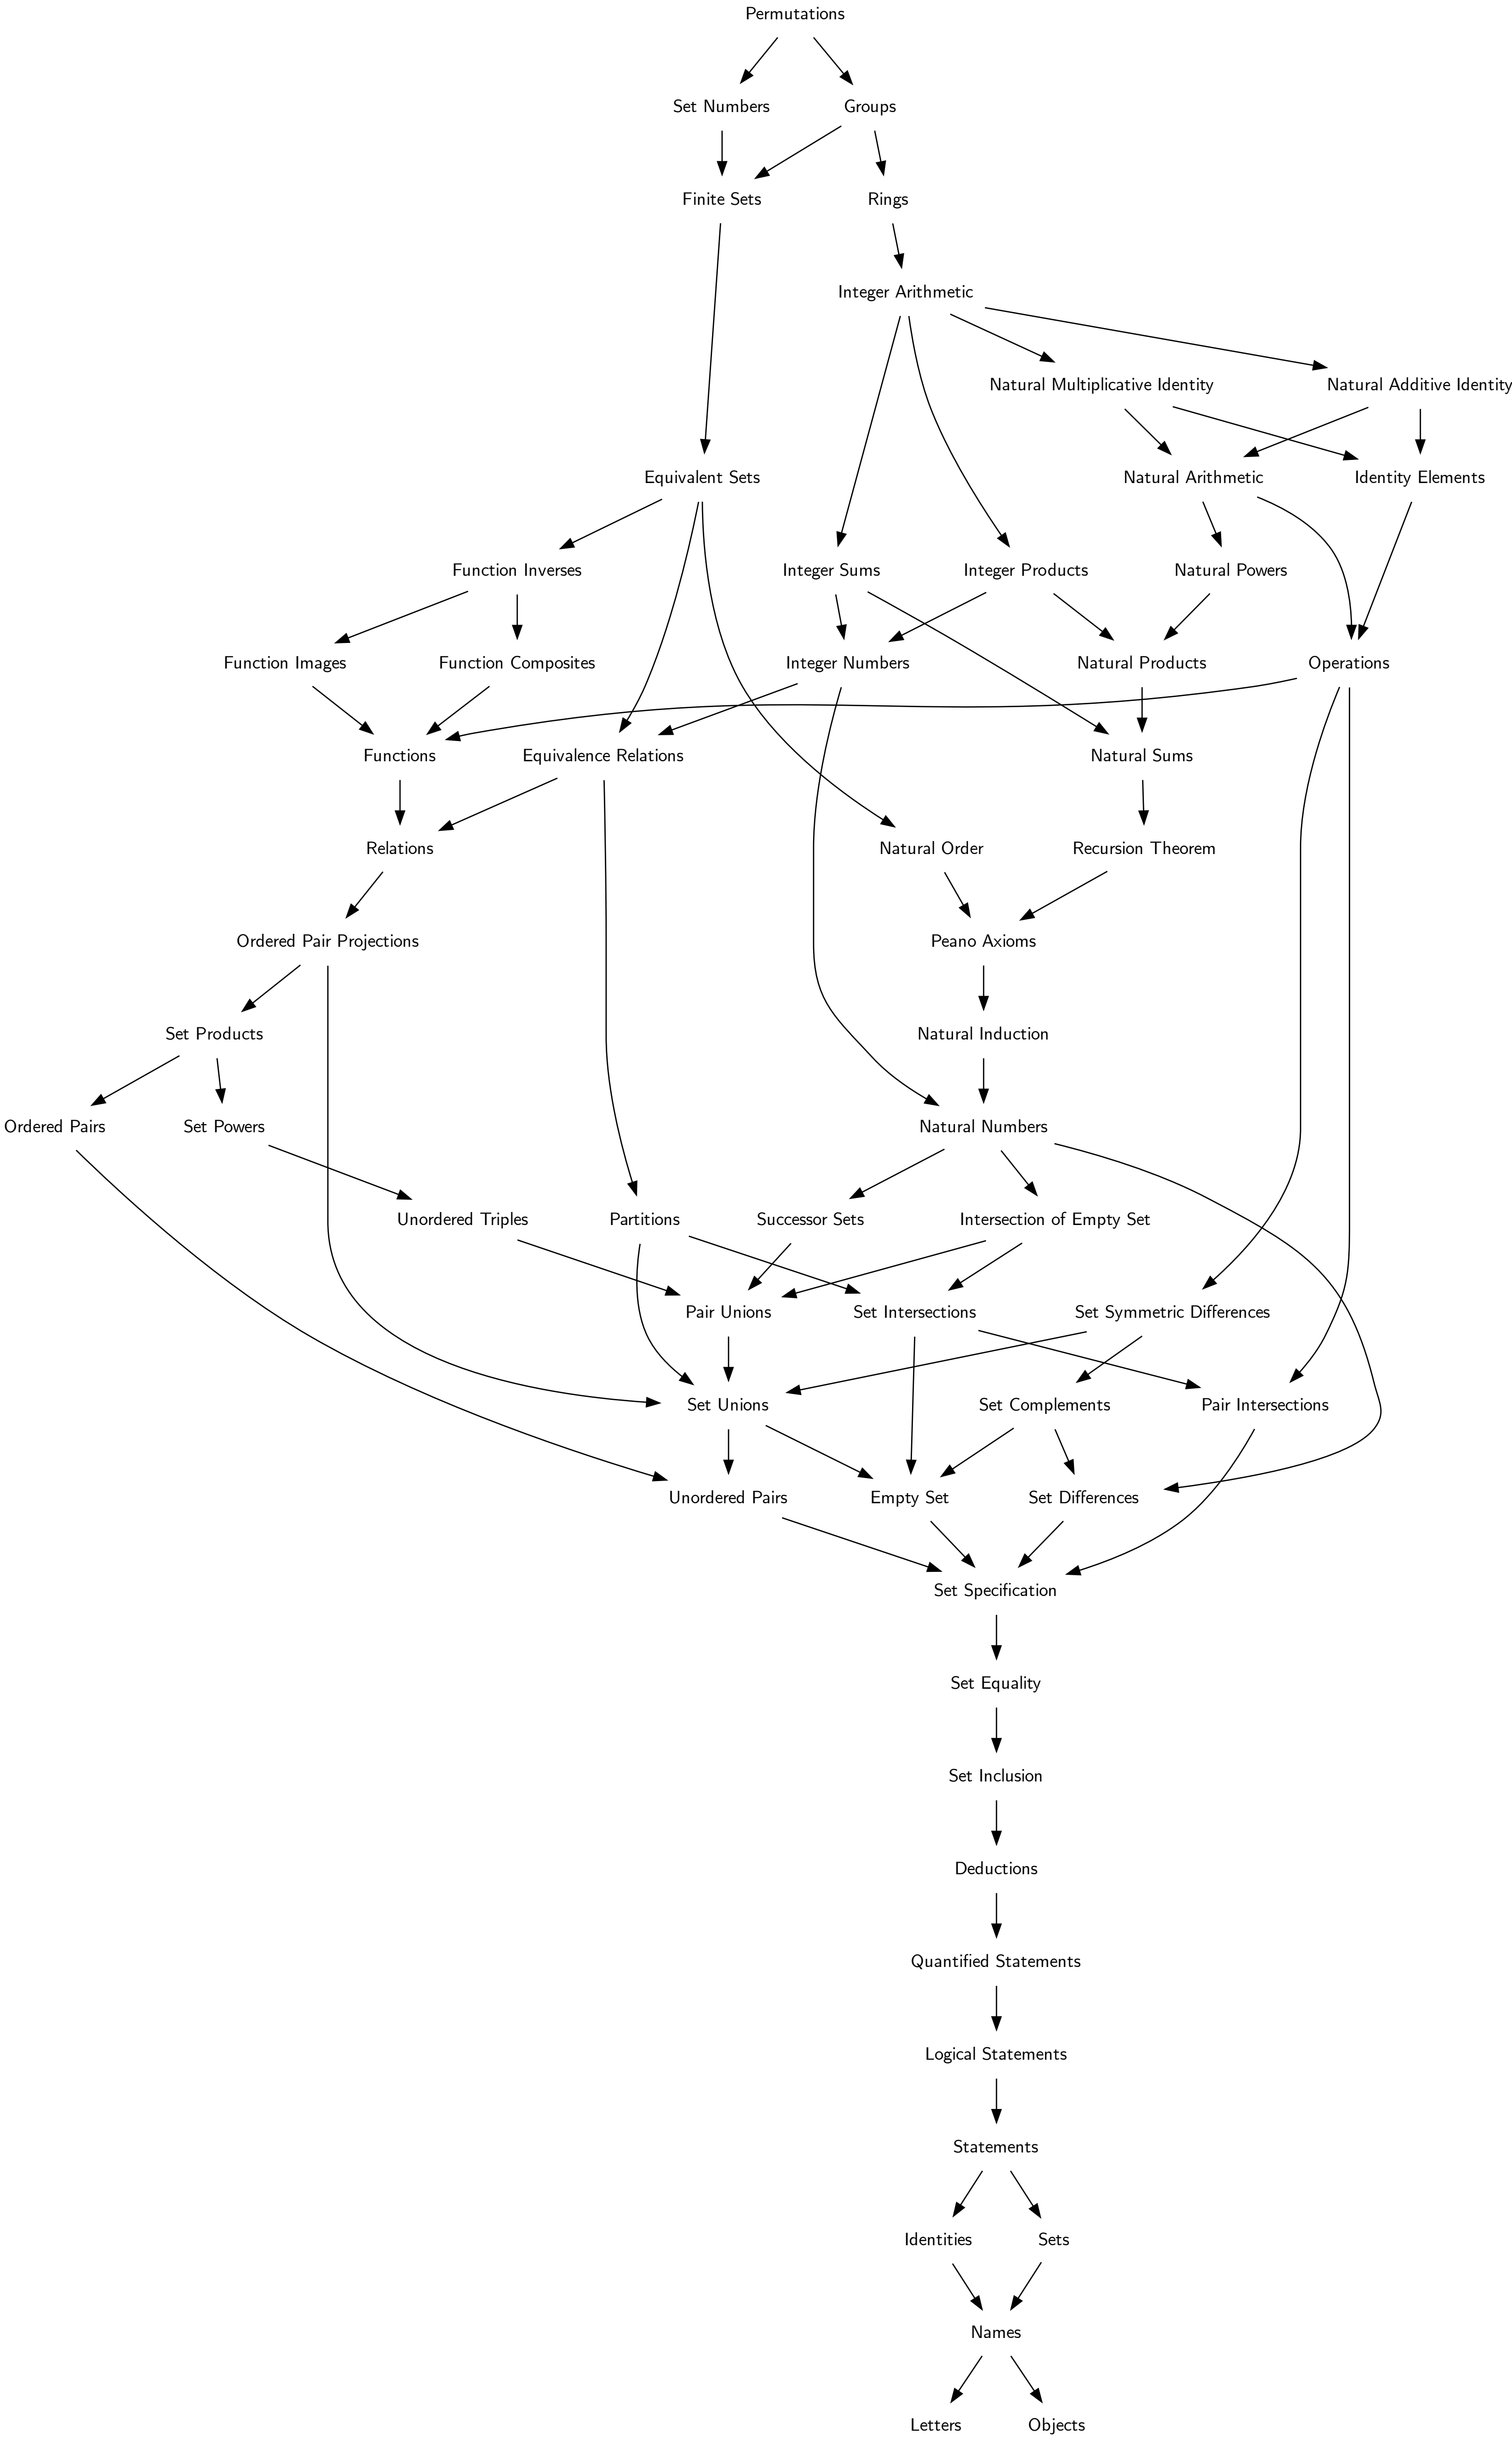 Permutations
Set Numbers
Groups
Finite Sets
Rings
Integer Arithmetic
Natural Multiplicative Identity
Natural Additive Identity
Equivalent Sets
Natural Arithmetic
Identity Elements
Function Inverses
Integer Sums
Integer Products
Natural Powers
Function Images
Function Composites
Integer Numbers
Natural Products
Operations
Functions
Equivalence Relations
Natural Sums
Relations
Natural Order
Recursion Theorem
Ordered Pair Projections
Peano Axioms
Set Products
Natural Induction
Ordered Pairs
Set Powers
Natural Numbers
Unordered Triples
Partitions
Successor Sets
Intersection of Empty Set
Pair Unions
Set Intersections
Set Symmetric Differences
Set Unions
Set Complements
Pair Intersections
Unordered Pairs
Empty Set
Set Differences
Set Specification
Set Equality
Set Inclusion
Deductions
Quantified Statements
Logical Statements
Statements
Identities
Sets
Names
Letters
Objects